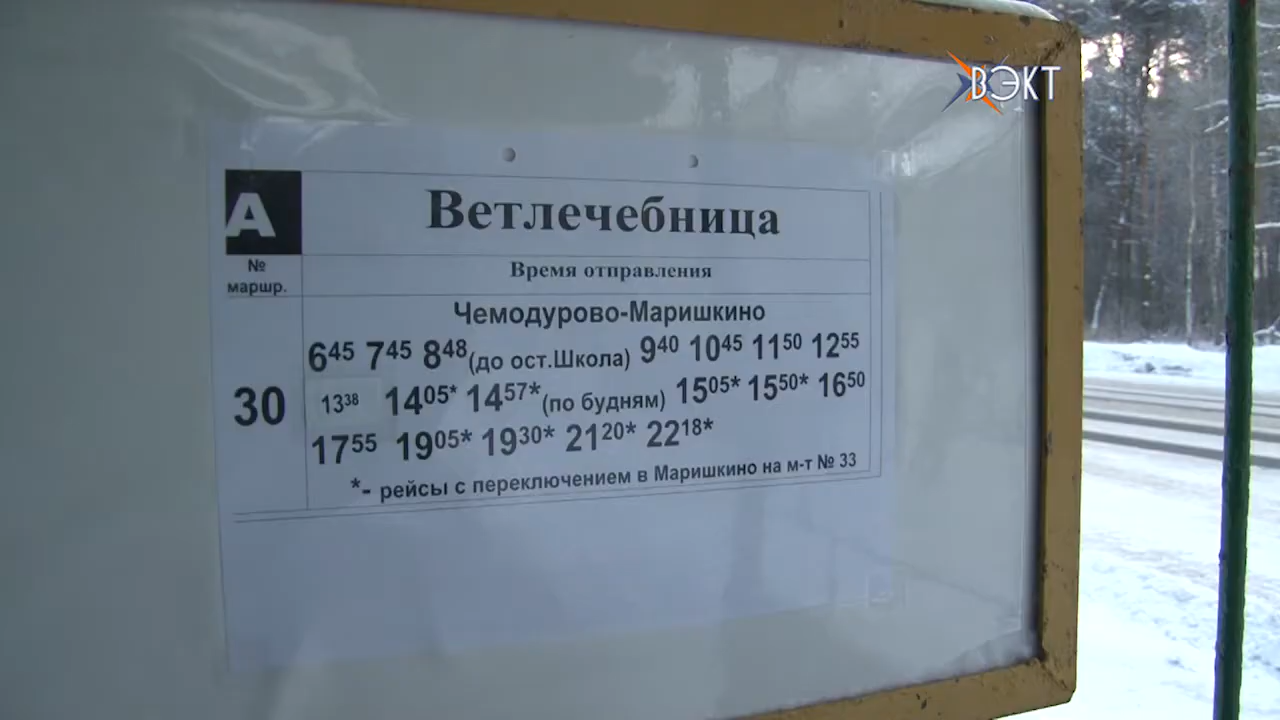 ВЭКТ
А
Ветлечебница
№
маршр.
Время отправления
Чемодурово-Маришкино
30
6⁴⁵ 7⁴⁵ 8⁴⁸(до ост.Школа) 9⁴⁰ 10⁴⁵ 11⁵⁰ 12⁵⁵
13³⁸ 14⁰⁵* 14⁵⁷*(по будням) 15⁰⁵* 15⁵⁰* 16⁵⁰
17⁵⁵ 19⁰⁵* 19³⁰* 21²⁰* 22¹⁸*
*- рейсы с переключением в Маришкино на м-т № 33